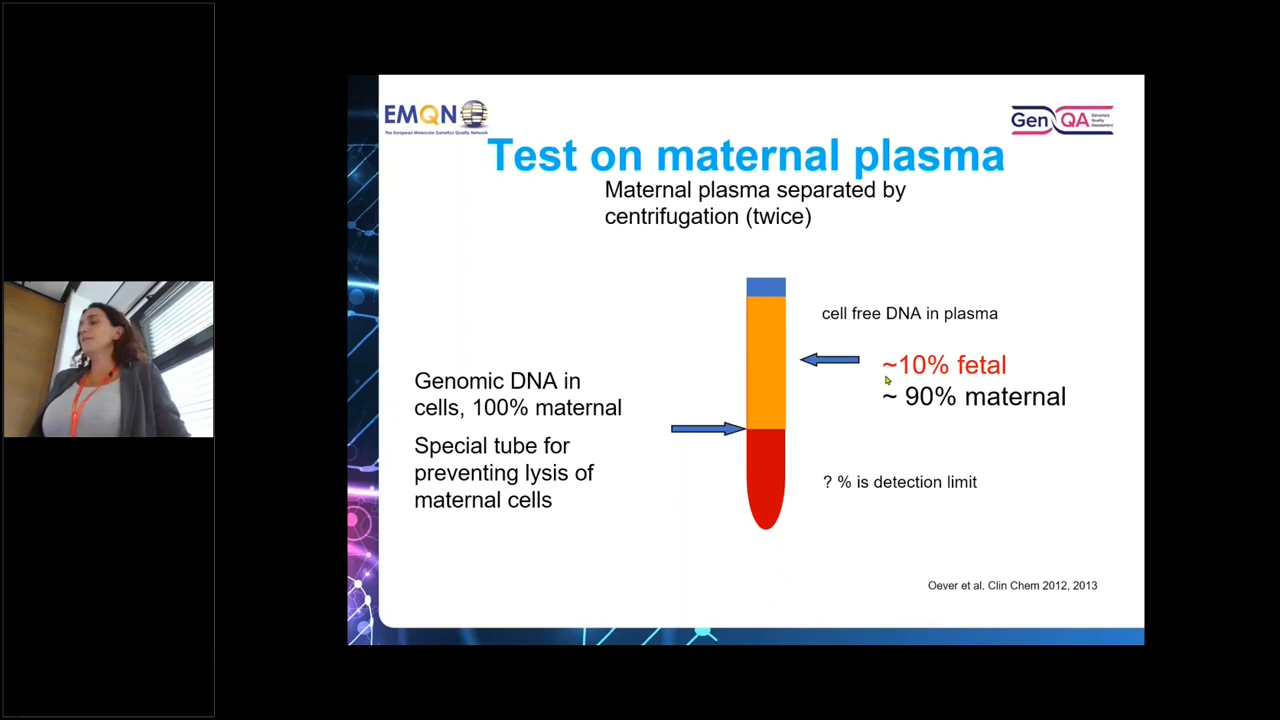 EMQN
The European Molecular Genetics Quality Network
GenQA
Genomics
Quality
Assessment
Test on maternal plasma
Maternal plasma separated by
centrifugation (twice)
cell free DNA in plasma
~10% fetal
~ 90% maternal
Genomic DNA in
cells, 100% maternal
Special tube for
preventing lysis of
maternal cells
? % is detection limit
Oever et al. Clin Chem 2012, 2013